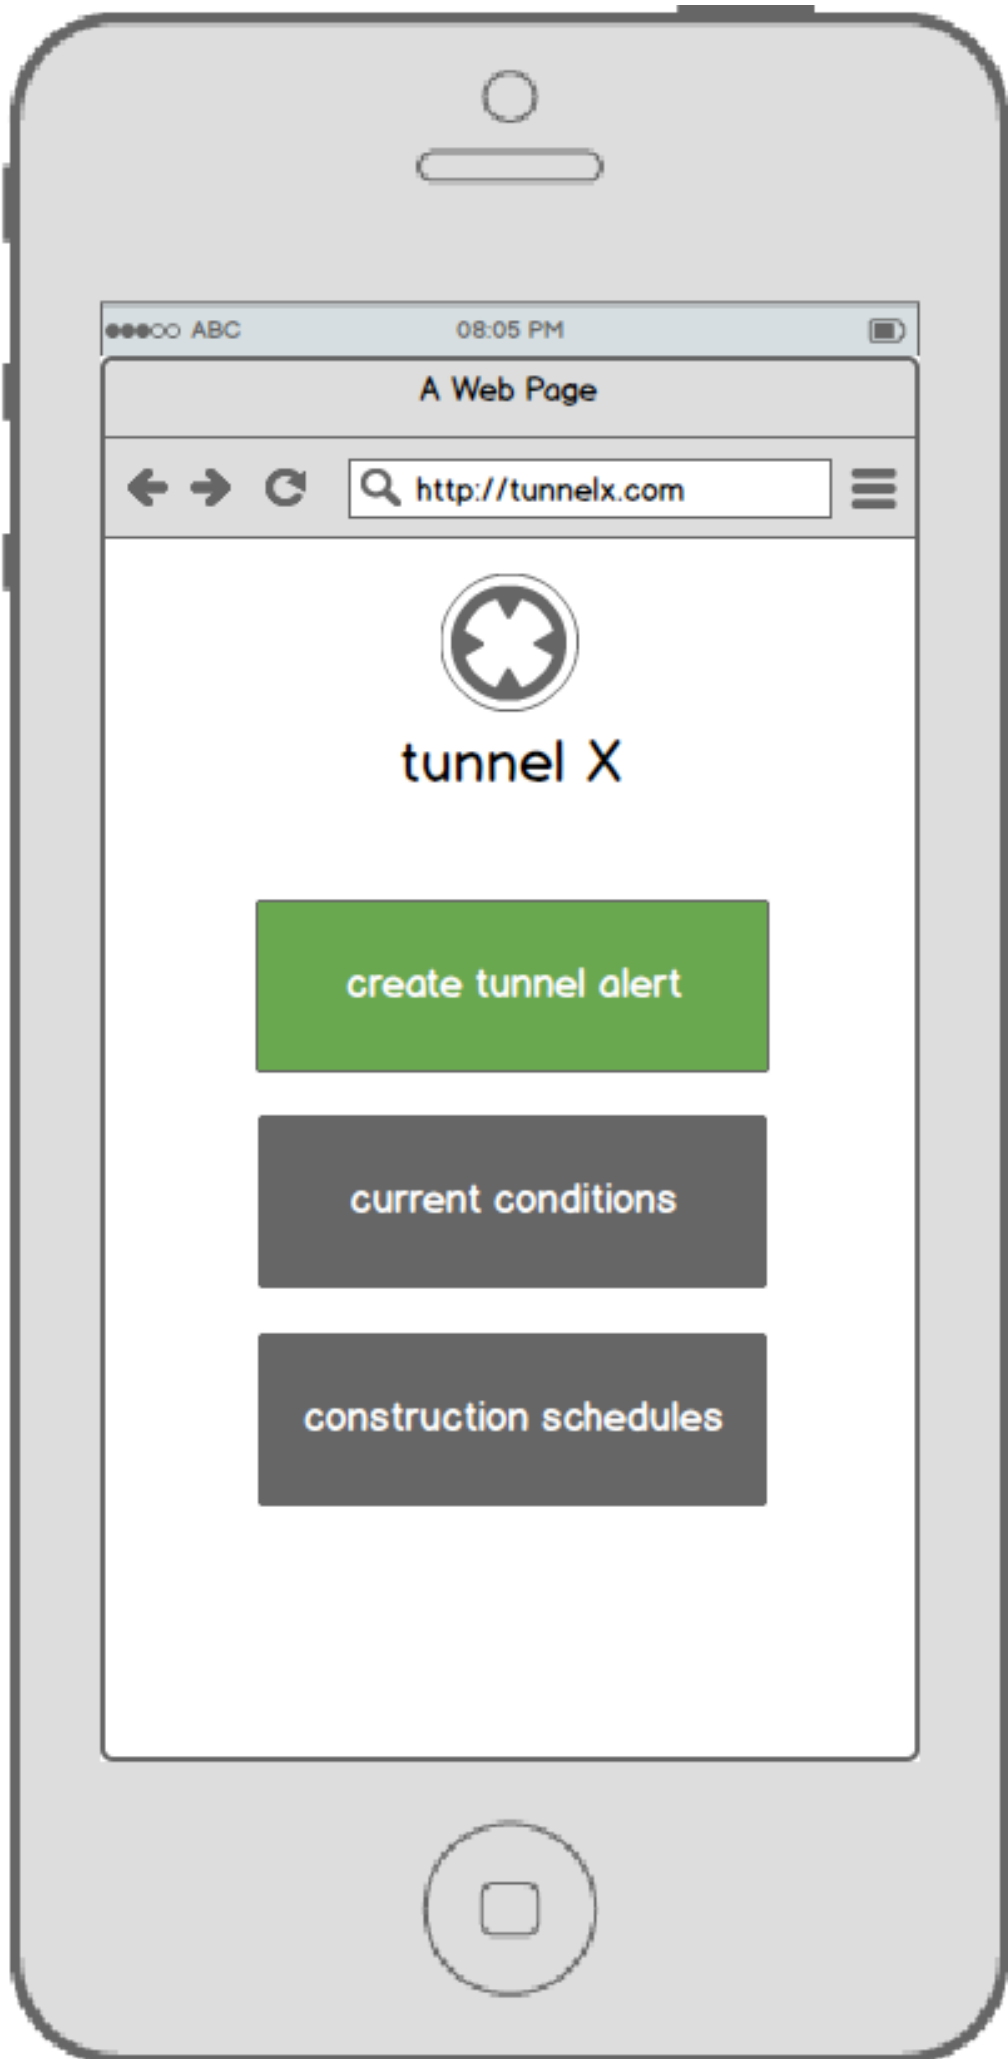 ABC 08:05 PM
A Web Page
http://tunnelx.com
tunnel X
create tunnel alert
current conditions
construction schedules